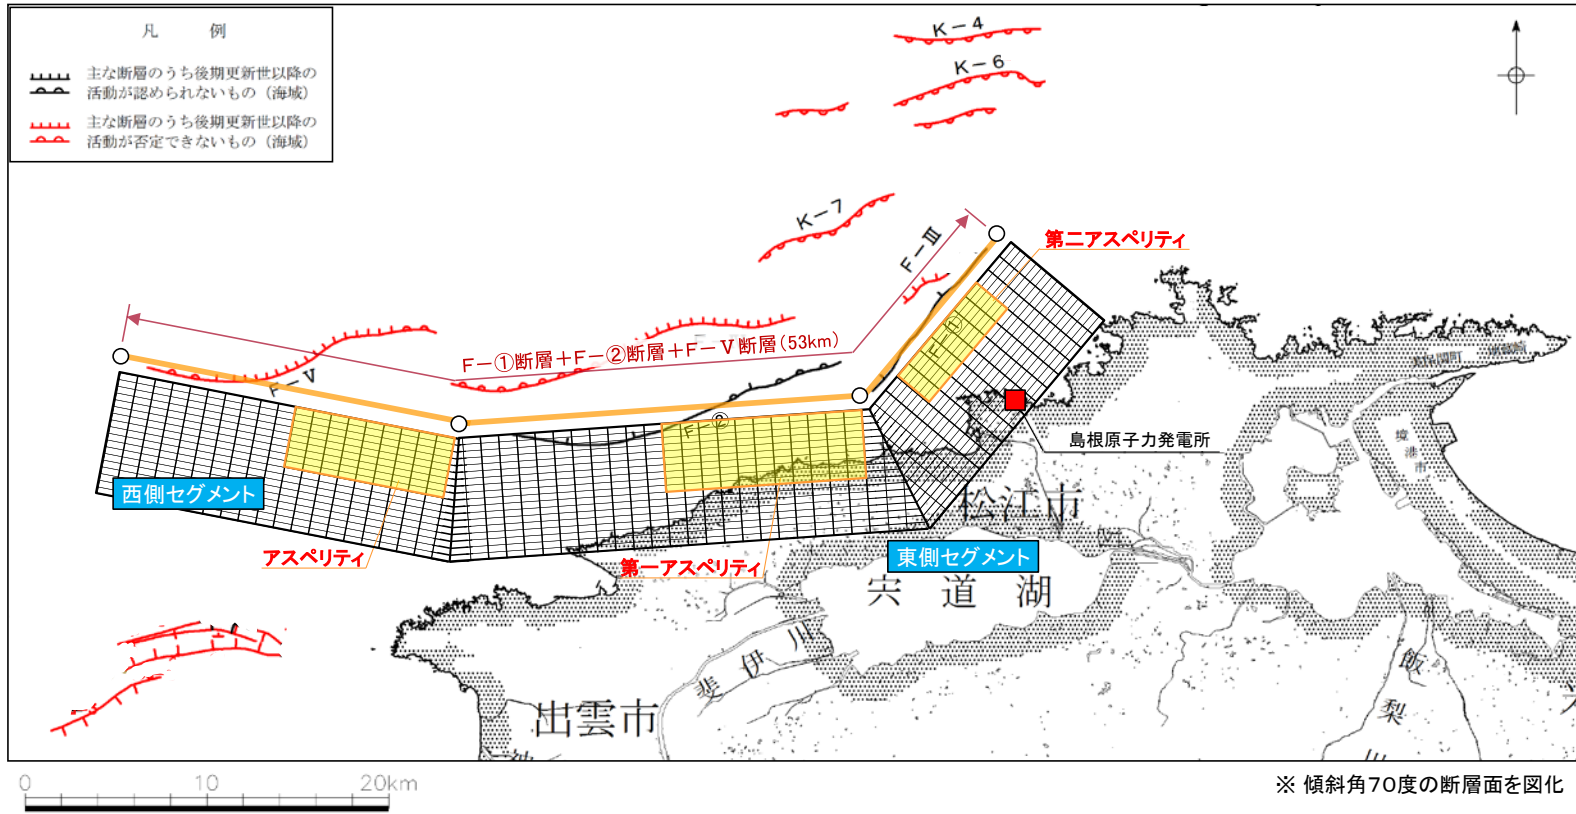 凡 例
主な断層のうち後期更新世以降の
活動が認められないもの（海域）
主な断層のうち後期更新世以降の
活動が否定できないもの（海域）
K－4
K－6
K－7
F－Ⅲ
第二アスペリティ
F－①断層＋F－②断層＋F－Ⅴ断層(53km)
F－①
F－Ⅴ
F－②
島根原子力発電所
境港市
西側セグメント
松江市
アスペリティ
第一アスペリティ
東側セグメント
宍道湖
斐伊川
飯梨川
出雲市
神
0 10 20km
※ 傾斜角70度の断層面を図化